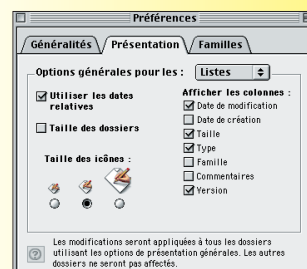 Préférences
Généralités
Présentation
Familles
Options générales pour les :
Listes
Utiliser les dates
relatives
Taille des dossiers
Taille des icônes :
Afficher les colonnes :
Date de modification
Date de création
Taille
Type
Famille
Commentaires
Version
Les modifications seront appliquées à tous les dossiers
utilisant les options de présentation générales. Les autres
dossiers ne seront pas affectés.